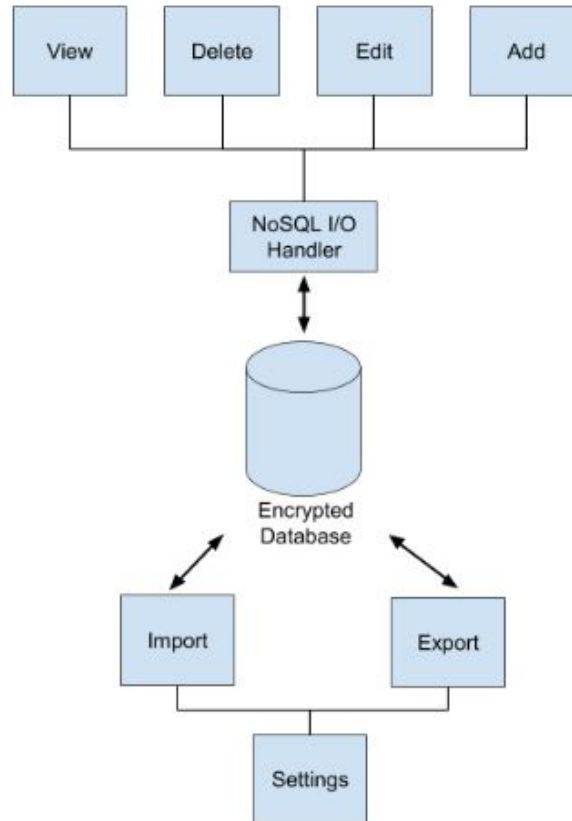 View
Delete
Edit
Add
NoSQL I/O
Handler
Encrypted
Database
Import
Export
Settings